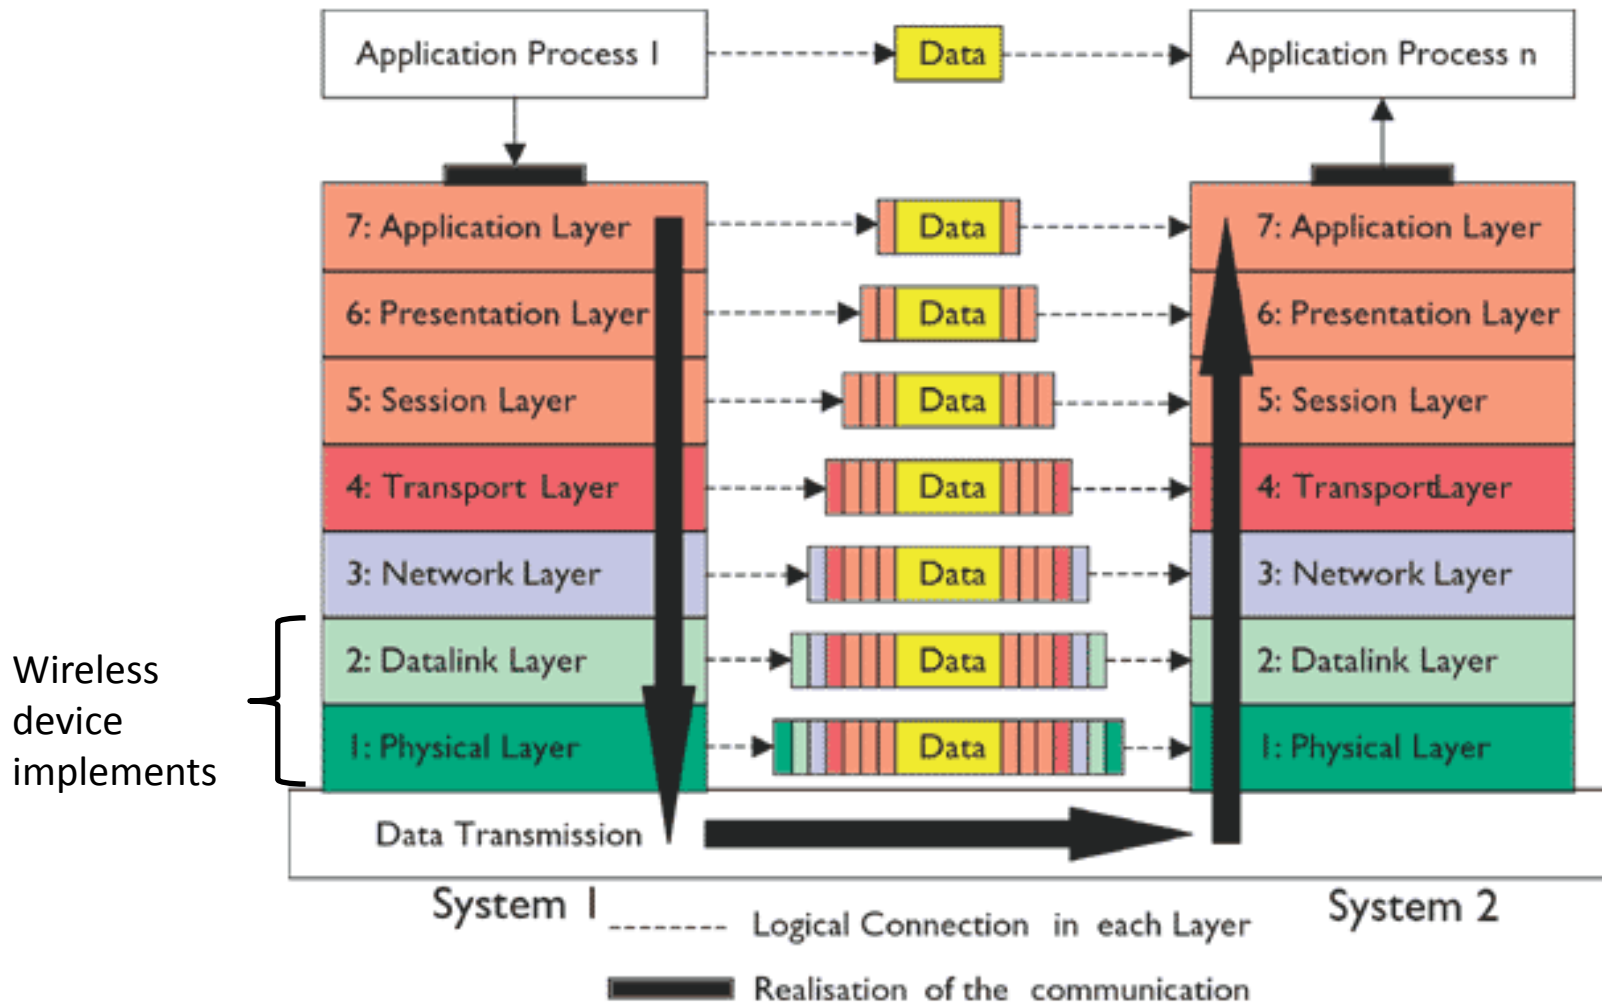 Application Process 1
Data
Application Process n
7: Application Layer
Data
7: Application Layer
6: Presentation Layer
Data
6: Presentation Layer
5: Session Layer
Data
5: Session Layer
4: Transport Layer
Data
4: TransportLayer
3: Network Layer
Data
3: Network Layer
Wireless
device
implements
2: Datalink Layer
Data
2: Datalink Layer
1: Physical Layer
Data
1: Physical Layer
Data Transmission
System 1
System 2
Logical Connection in each Layer
Realisation of the communication